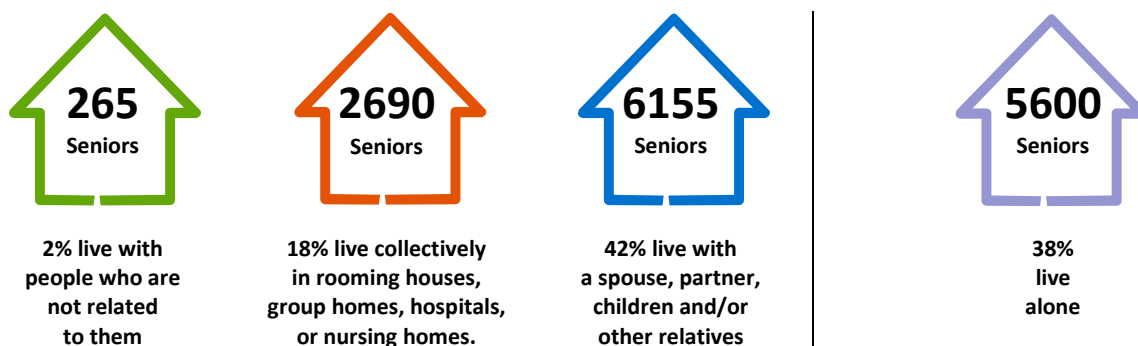 265
Seniors
2% live with
people who are
not related
to them
2690
Seniors
18% live collectively
in rooming houses,
group homes, hospitals,
or nursing homes.
6155
Seniors
42% live with
a spouse, partner,
children and/or
other relatives
5600
Seniors
38%
live
alone